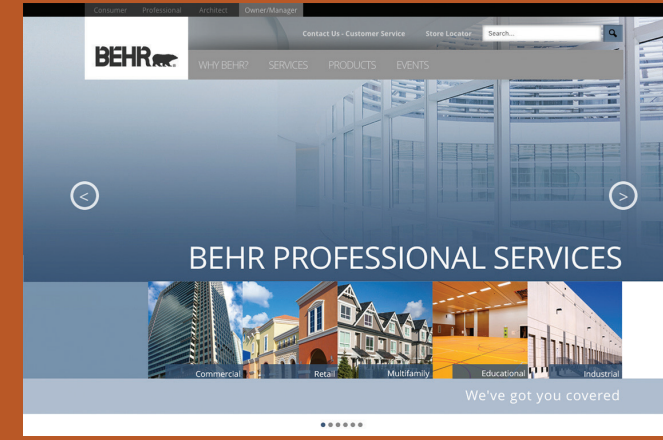 Consumer Professional Architect Owner/Manager
Contact Us - Customer Service Store Locator Search...
BEHR
WHY BEHR? SERVICES PRODUCTS EVENTS
< >
BEHR PROFESSIONAL SERVICES
Commercial Retail Multifamily Educational Industrial
We've got you covered